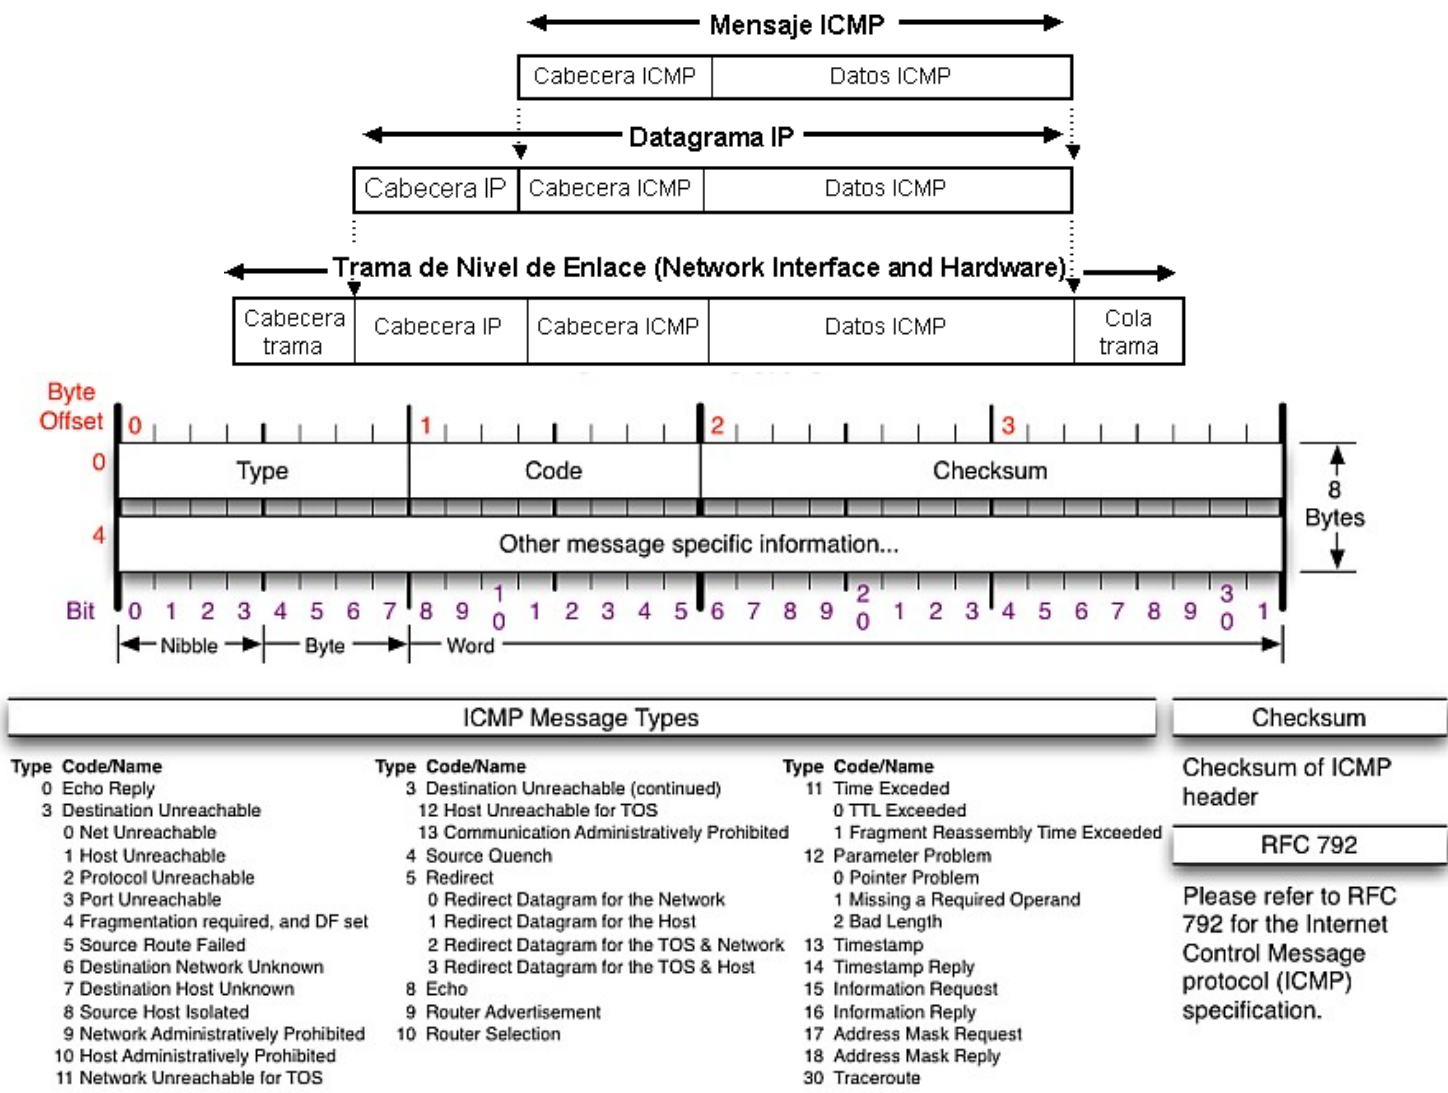 Mensaje ICMP
Cabecera ICMP Datos ICMP
Datagrama IP
Cabecera IP Cabecera ICMP Datos ICMP
Trama de Nivel de Enlace (Network Interface and Hardware)
Cabecera trama Cabecera IP Cabecera ICMP Datos ICMP Cola trama
Byte
Offset 0 1 2 3
0 Type Code Checksum
8
Bytes
4 Other message specific information...
Bit 0 1 2 3 4 5 6 7 8 9 10 1 2 3 4 5 6 7 8 9 20 1 2 3 4 5 6 7 8 9 30 1
Nibble Byte Word
ICMP Message Types
Type Code/Name
0 Echo Reply
3 Destination Unreachable
0 Net Unreachable
1 Host Unreachable
2 Protocol Unreachable
3 Port Unreachable
4 Fragmentation required, and DF set
5 Source Route Failed
6 Destination Network Unknown
7 Destination Host Unknown
8 Source Host Isolated
9 Network Administratively Prohibited
10 Host Administratively Prohibited
11 Network Unreachable for TOS
Type Code/Name
3 Destination Unreachable (continued)
12 Host Unreachable for TOS
13 Communication Administratively Prohibited
4 Source Quench
5 Redirect
0 Redirect Datagram for the Network
1 Redirect Datagram for the Host
2 Redirect Datagram for the TOS & Network
3 Redirect Datagram for the TOS & Host
8 Echo
9 Router Advertisement
10 Router Selection
Type Code/Name
11 Time Exceded
0 TTL Exceeded
1 Fragment Reassembly Time Exceeded
12 Parameter Problem
0 Pointer Problem
1 Missing a Required Operand
2 Bad Length
13 Timestamp
14 Timestamp Reply
15 Information Request
16 Information Reply
17 Address Mask Request
18 Address Mask Reply
30 Traceroute
Checksum
Checksum of ICMP
header
RFC 792
Please refer to RFC
792 for the Internet
Control Message
protocol (ICMP)
specification.